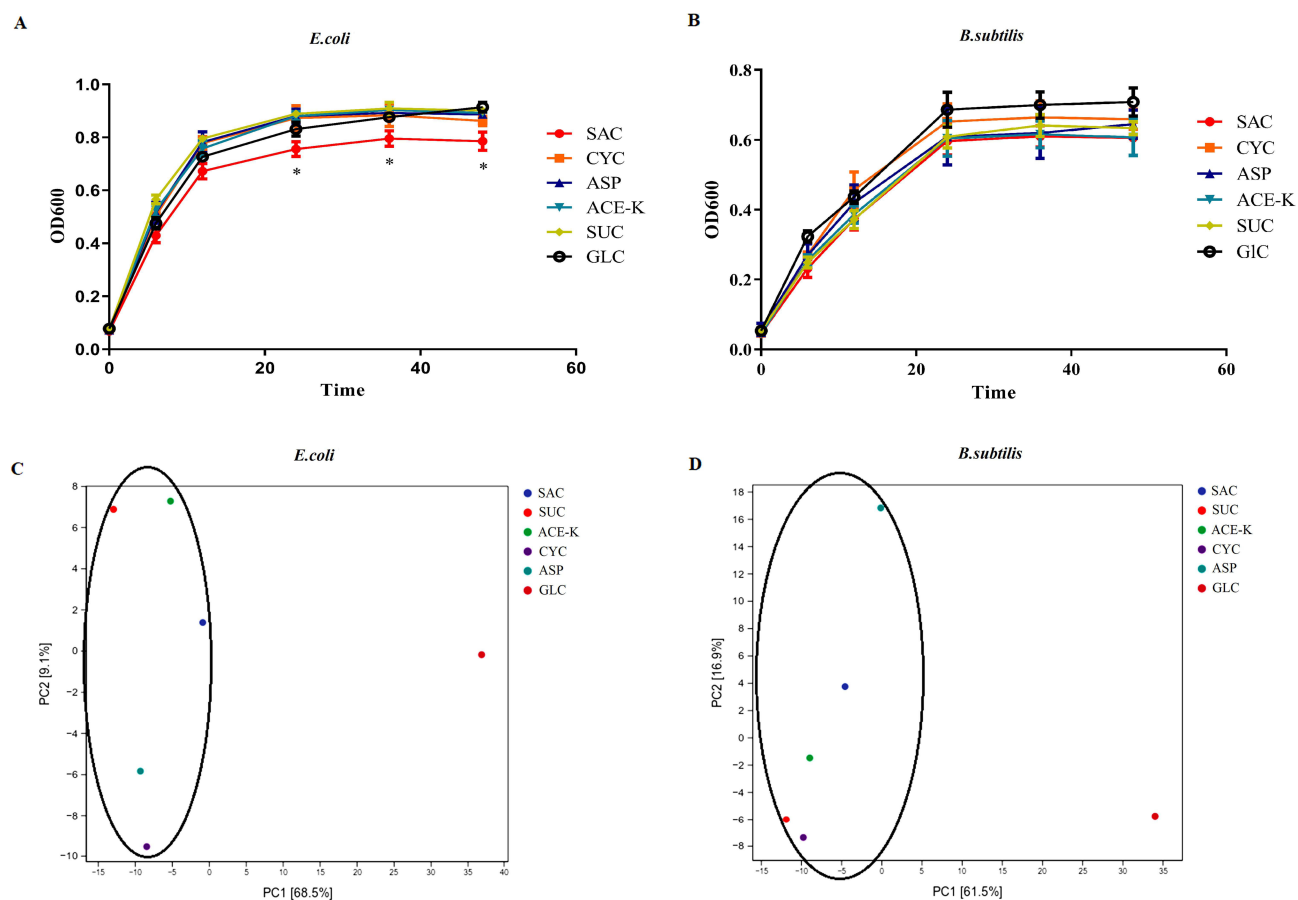 A
E.coli
OD600
1.0
0.8
0.6
0.4
0.2
0.0
0
20
40
60
Time
*
*
*
SAC
CYC
ASP
ACE-K
SUC
GLC
B
B.subtilis
OD600
0.8
0.6
0.4
0.2
0.0
0
20
40
60
Time
SAC
CYC
ASP
ACE-K
SUC
GIC
C
E.coli
PC2 [9.1%]
8
6
4
2
0
−2
−4
−6
−8
−10
−15
−10
−5
0
5
10
15
20
25
30
35
40
PC1 [68.5%]
SAC
SUC
ACE-K
CYC
ASP
GLC
D
B.subtilis
PC2 [16.9%]
18
16
14
12
10
8
6
4
2
0
−2
−4
−6
−8
−15
−10
−5
0
5
10
15
20
25
30
35
PC1 [61.5%]
SAC
SUC
ACE-K
CYC
ASP
GLC